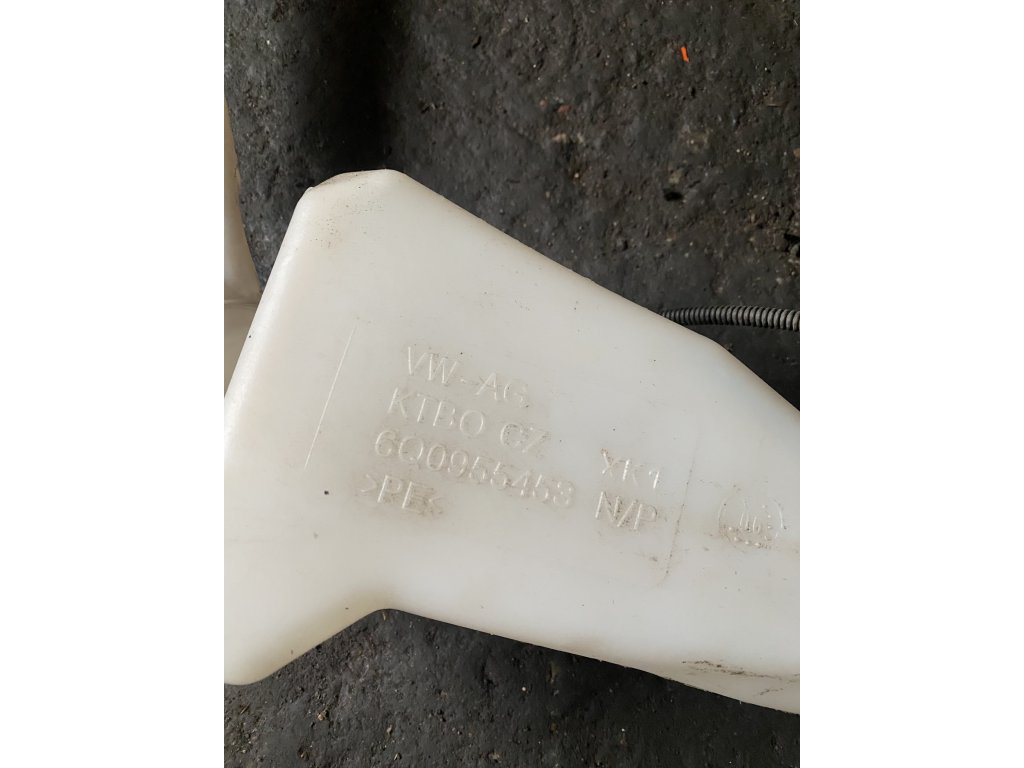 VW-AG
KTBO CZ XK1
6Q0955453 N/P
>PE<